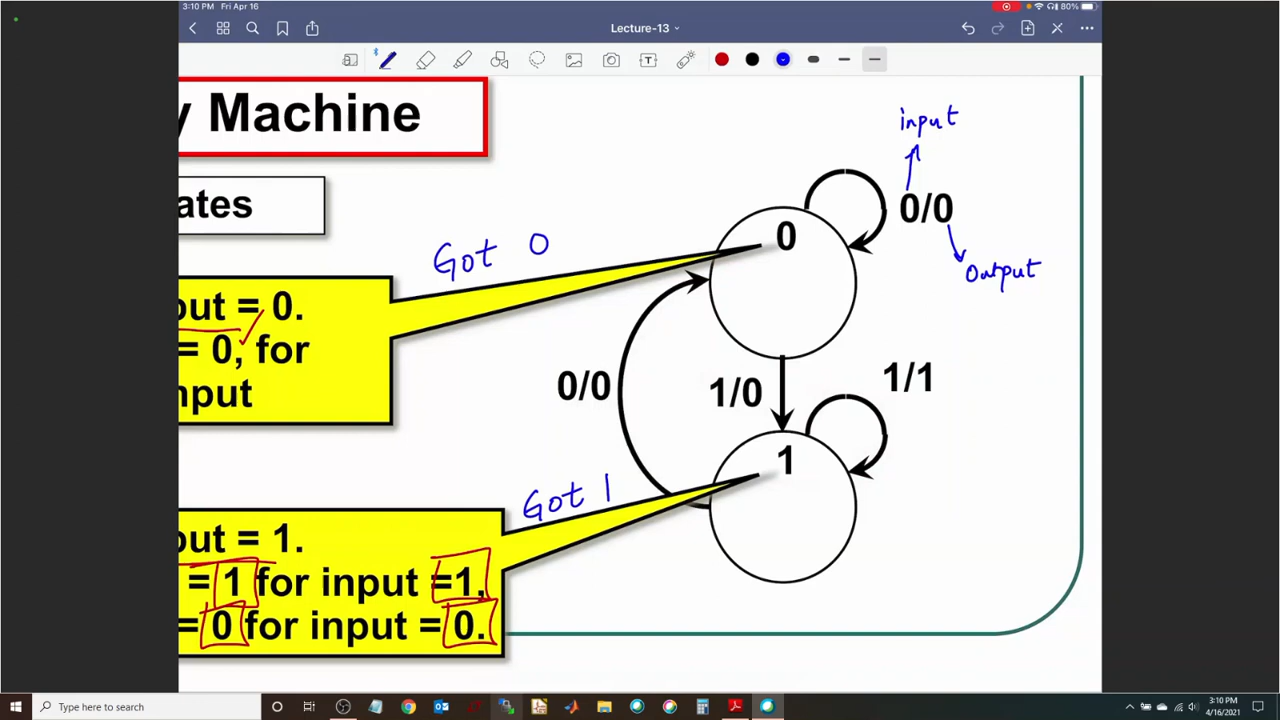 3:10 PM Fri Apr 16
80%
Lecture-13
y Machine
input
ates
0/0
0
Got 0
Output
put = 0.
= 0, for
nput
0/0
1/0
1/1
1
Got 1
put = 1.
= 1 for input =1,
= 0 for input = 0.
Type here to search
3:10 PM
4/16/2021